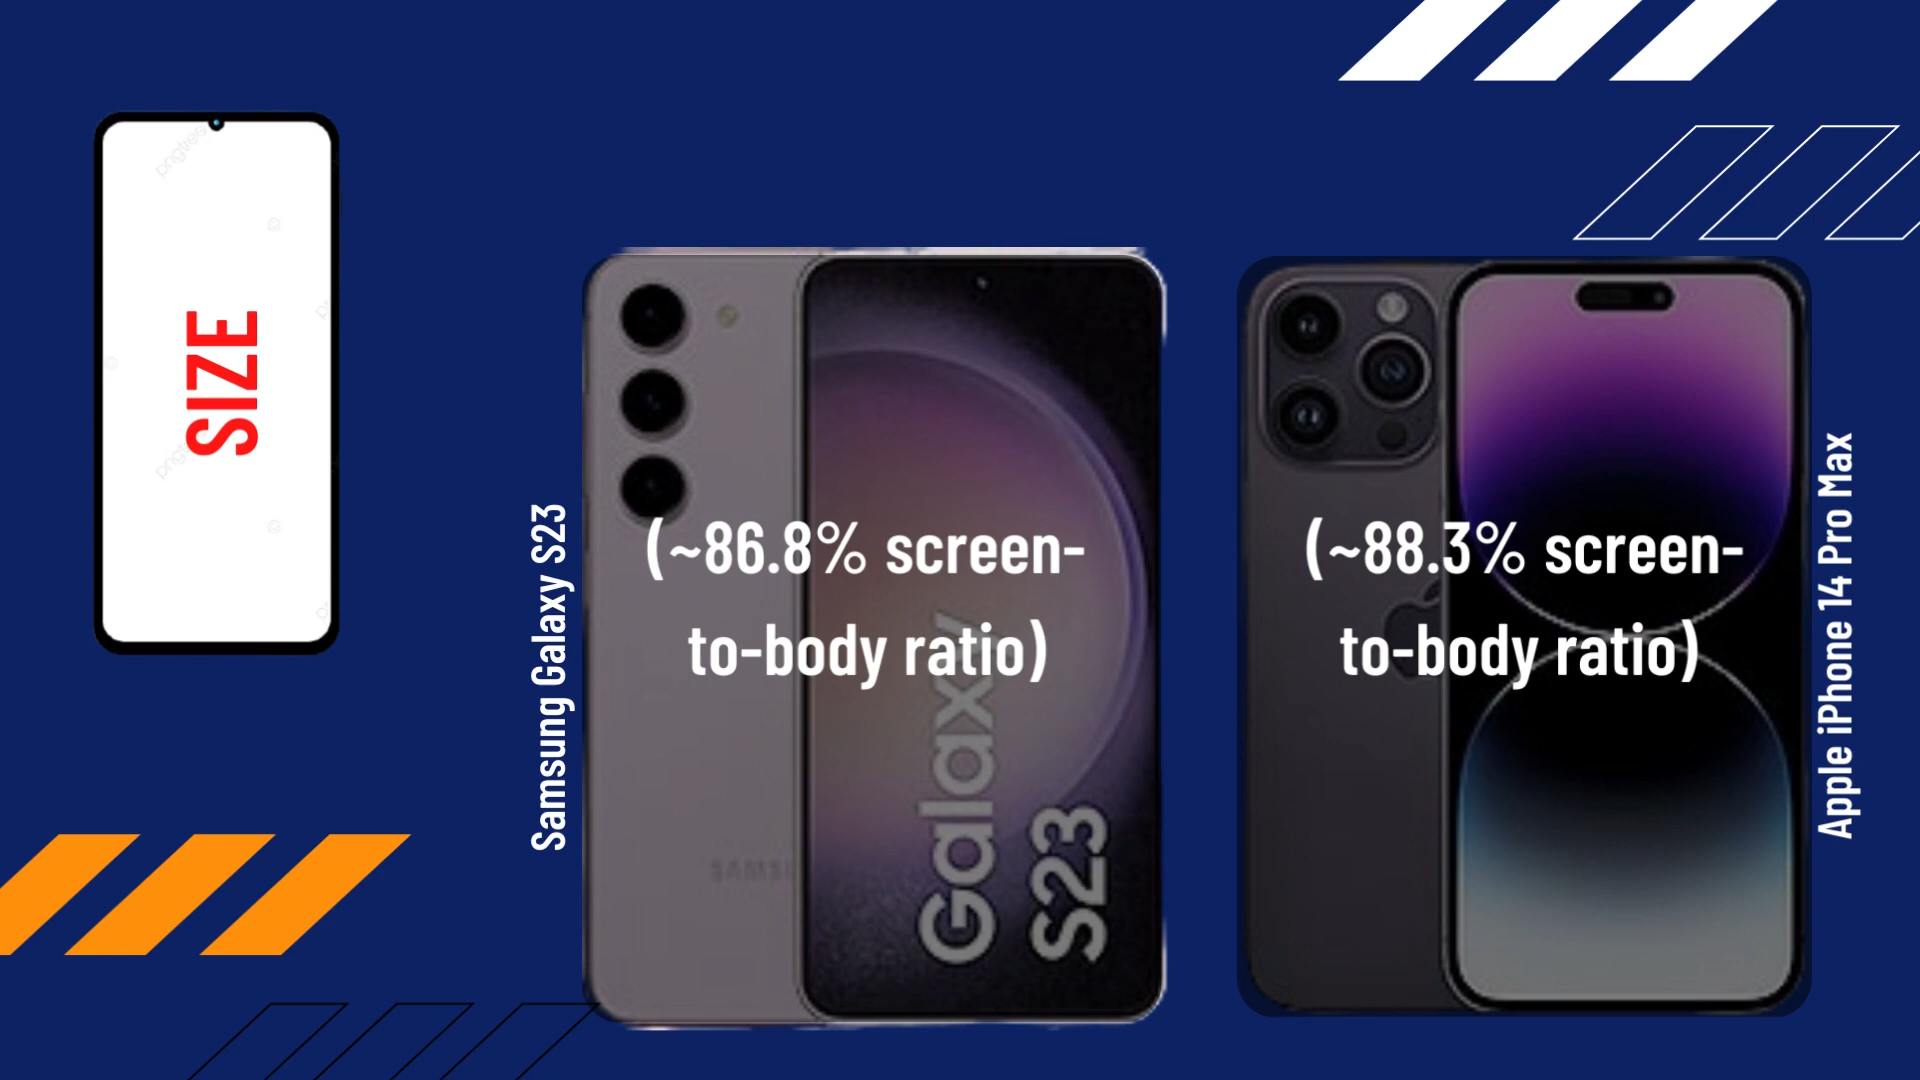 SIZE
Samsung Galaxy S23
(~86.8% screen-
to-body ratio)
Galaxy
S23
(~88.3% screen-
to-body ratio)
Apple iPhone 14 Pro Max
pngtree